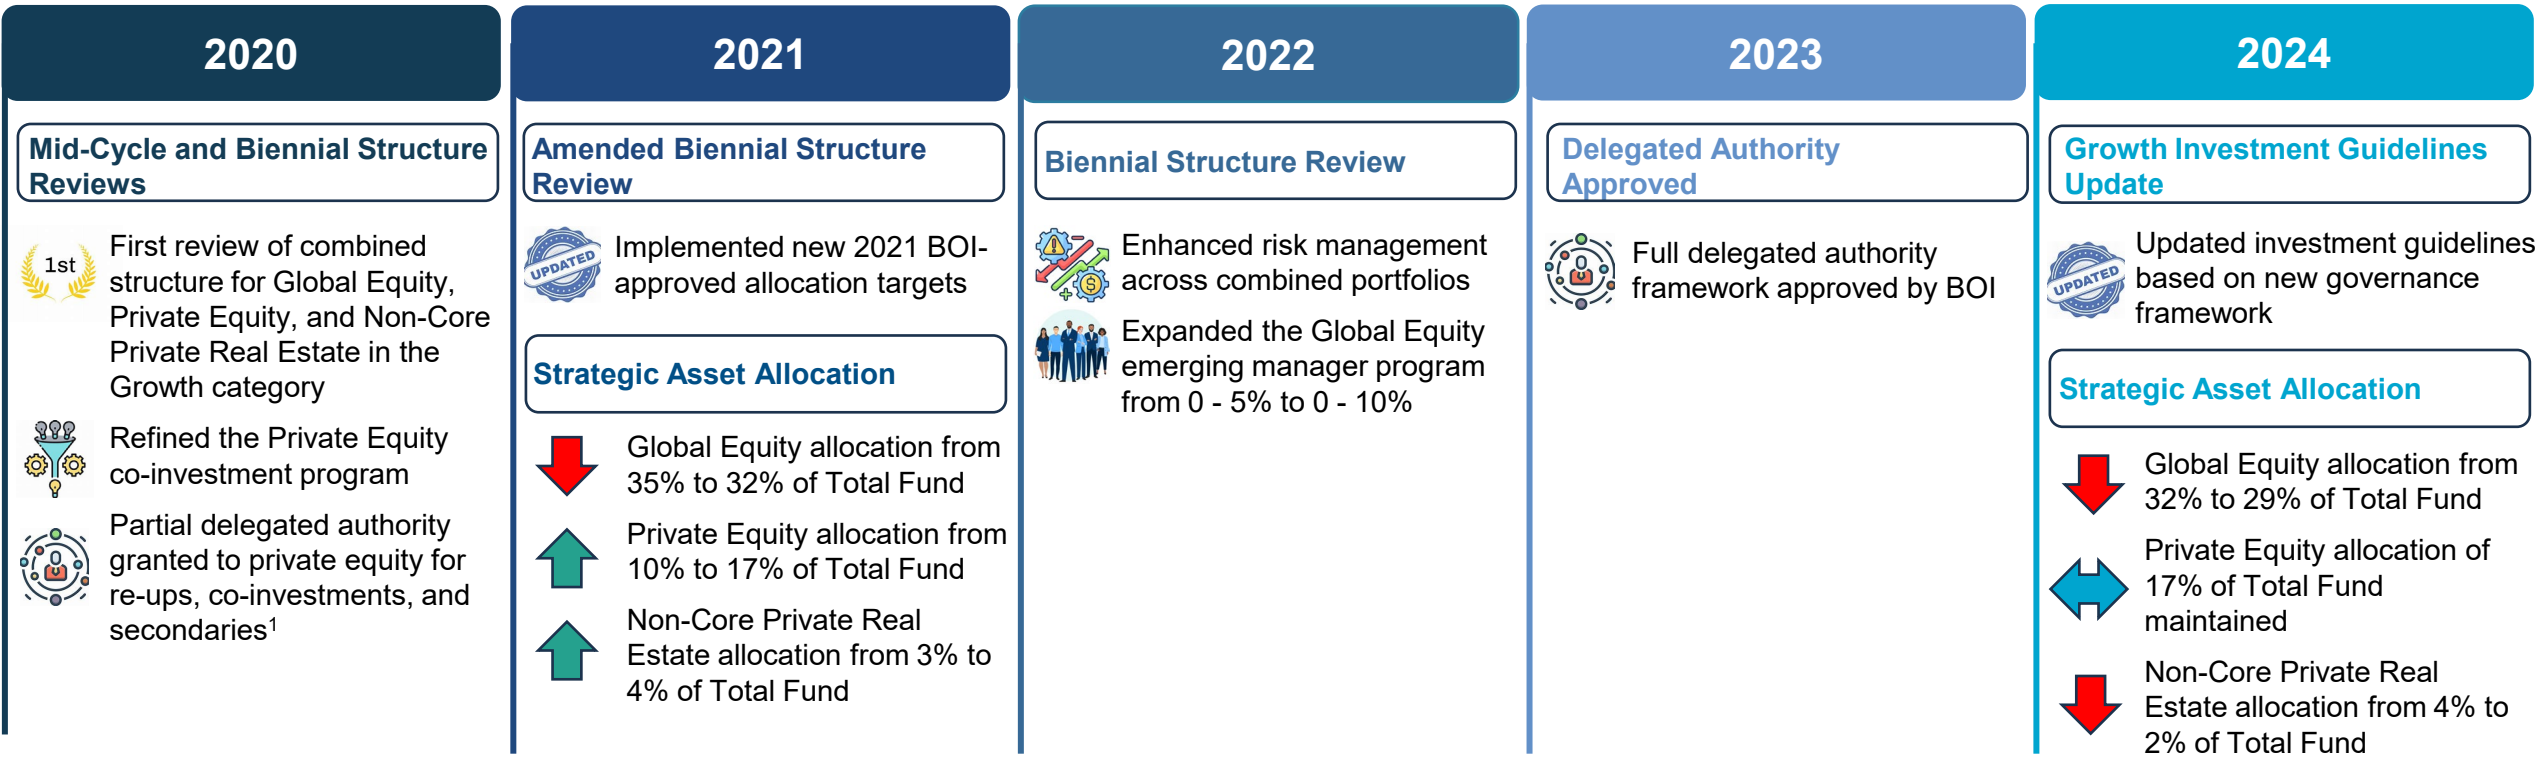 2020
Mid-Cycle and Biennial Structure
Reviews
1st
First review of combined
structure for Global Equity,
Private Equity, and Non-Core
Private Real Estate in the
Growth category
Refined the Private Equity
co-investment program
Partial delegated authority
granted to private equity for
re-ups, co-investments, and
secondaries¹
2021
Amended Biennial Structure
Review
UPDATED
Implemented new 2021 BOI-
approved allocation targets
Strategic Asset Allocation
Global Equity allocation from
35% to 32% of Total Fund
Private Equity allocation from
10% to 17% of Total Fund
Non-Core Private Real
Estate allocation from 3% to
4% of Total Fund
2022
Biennial Structure Review
$
Enhanced risk management
across combined portfolios
Expanded the Global Equity
emerging manager program
from 0 - 5% to 0 - 10%
2023
Delegated Authority
Approved
Full delegated authority
framework approved by BOI
2024
Growth Investment Guidelines
Update
UPDATED
Updated investment guidelines
based on new governance
framework
Strategic Asset Allocation
Global Equity allocation from
32% to 29% of Total Fund
Private Equity allocation of
17% of Total Fund
maintained
Non-Core Private Real
Estate allocation from 4% to
2% of Total Fund